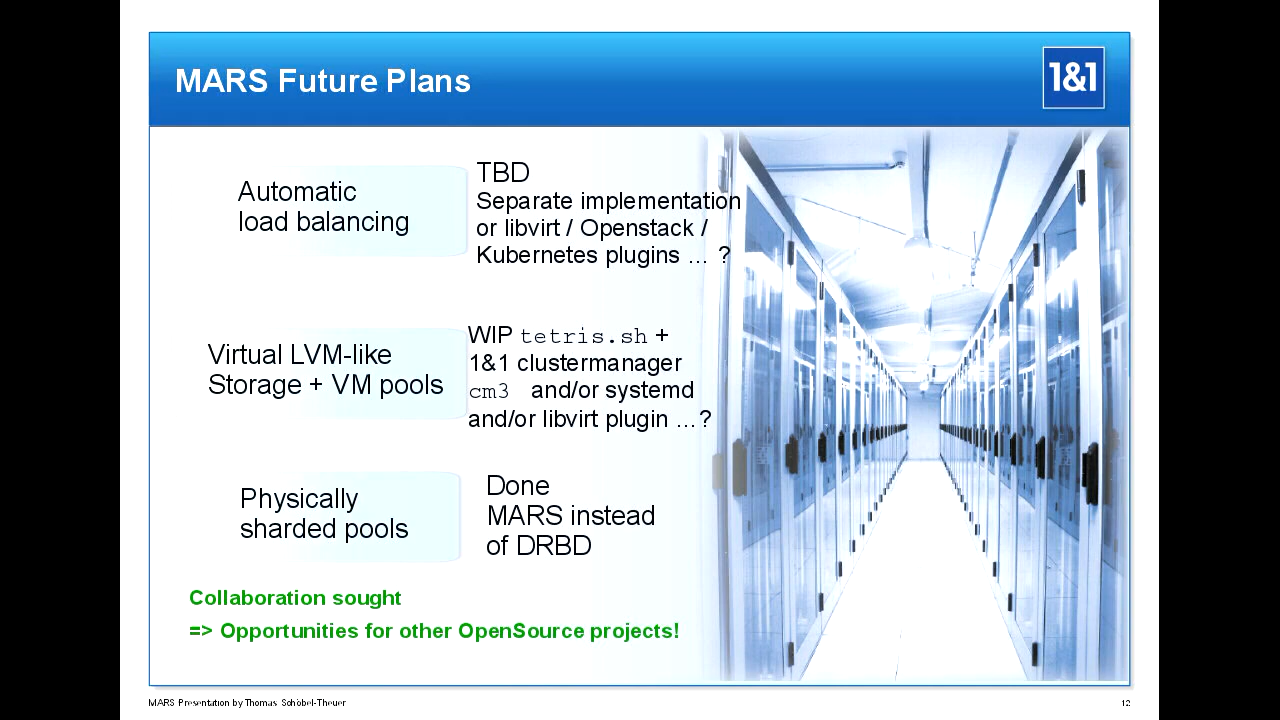 MARS Future Plans
1&1
Automatic
load balancing
TBD
Separate implementation
or libvirt / Openstack /
Kubernetes plugins … ?
Virtual LVM-like
Storage + VM pools
WIP tetris.sh +
1&1 clustermanager
cm3 and/or systemd
and/or libvirt plugin …?
Physically
sharded pools
Done
MARS instead
of DRBD
Collaboration sought
=> Opportunities for other OpenSource projects!
MARS Presentation by Thomas Schöbel-Theuer
12